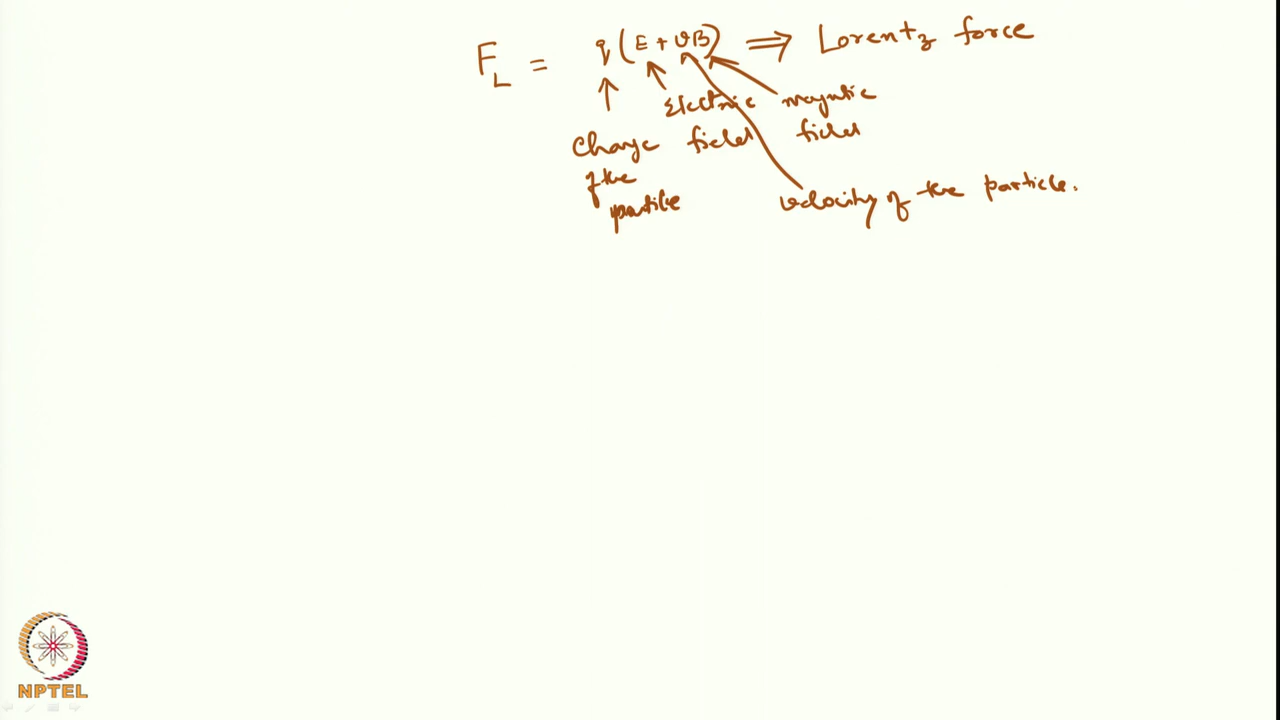 F_L = q (E + vB) ⇒ Lorentz force
Electric magnetic
Charge field field
of the
particle velocity of the particle.
NPTEL